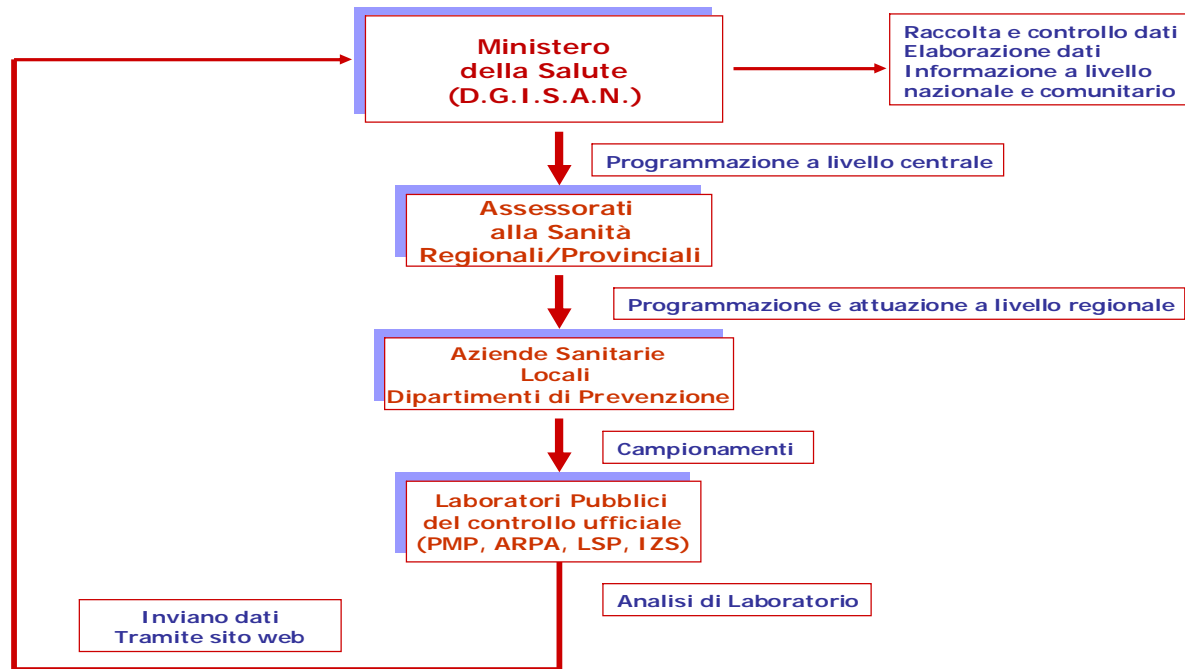 Ministero
della Salute
(D.G.I.S.A.N.)
Raccolta e controllo dati
Elaborazione dati
Informazione a livello
nazionale e comunitario
Programmazione a livello centrale
Assessorati
alla Sanità
Regionali/Provinciali
Programmazione e attuazione a livello regionale
Aziende Sanitarie
Locali
Dipartimenti di Prevenzione
Campionamenti
Laboratori Pubblici
del controllo ufficiale
(PMP, ARPA, LSP, IZS)
Analisi di Laboratorio
Inviano dati
Tramite sito web